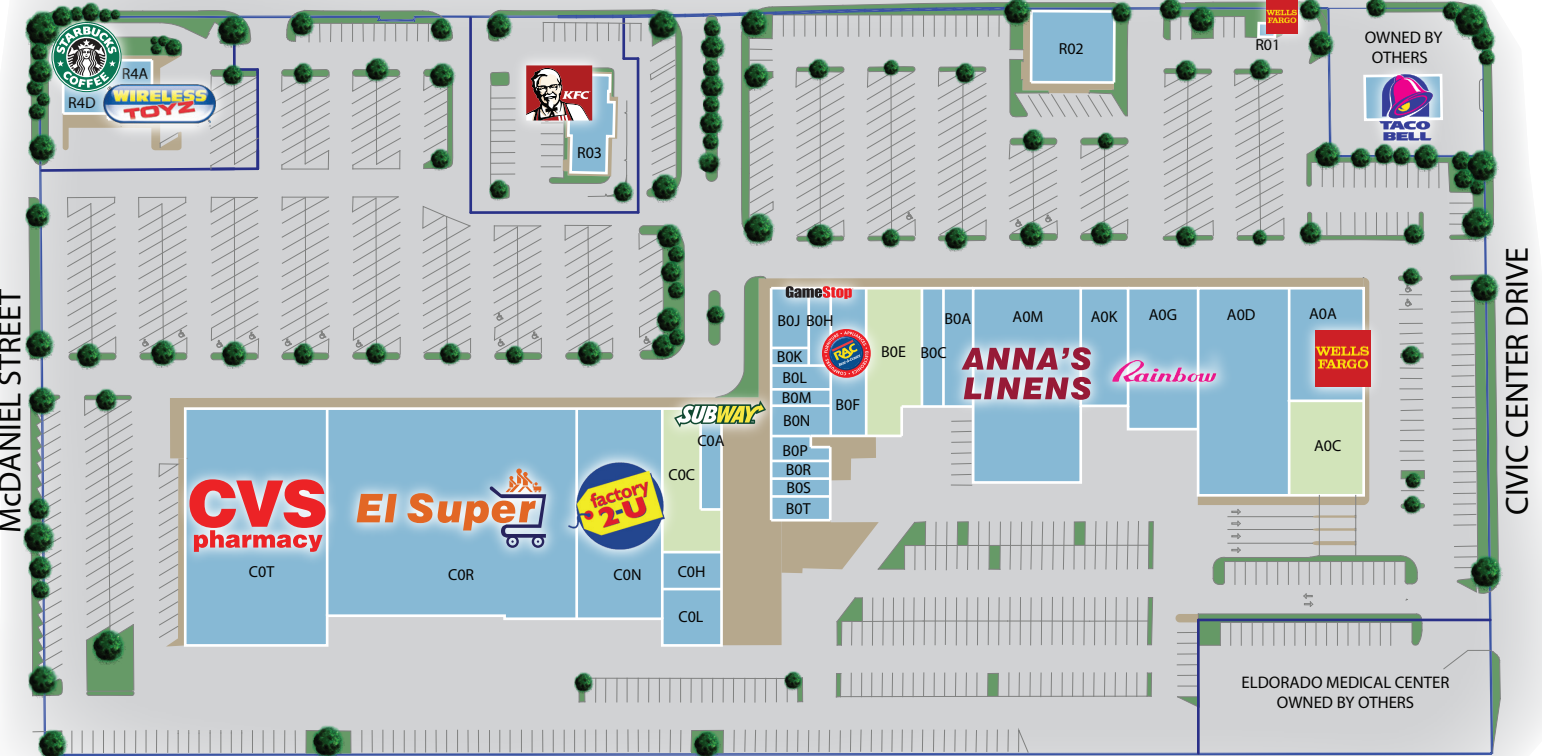 STARBUCKS
COFFEE
R4A
R4D
WIRELESS
TOYZ
KFC
R03
R02
WELLS
FARGO
R01
OWNED BY
OTHERS
TACO
BELL
McDANIEL STREET
CIVIC CENTER DRIVE
GameStop
B0J
B0H
B0K
RAC
B0L
B0M
B0F
B0N
B0P
B0R
B0S
B0T
B0E
B0C
B0A
A0M
A0K
A0G
A0D
A0A
ANNA'S
LINENS
Rainbow
WELLS
FARGO
A0C
SUBWAY
C0A
C0C
CVS
pharmacy
C0T
El Super
C0R
factory
2-U
C0N
C0H
C0L
ELDORADO MEDICAL CENTER
OWNED BY OTHERS